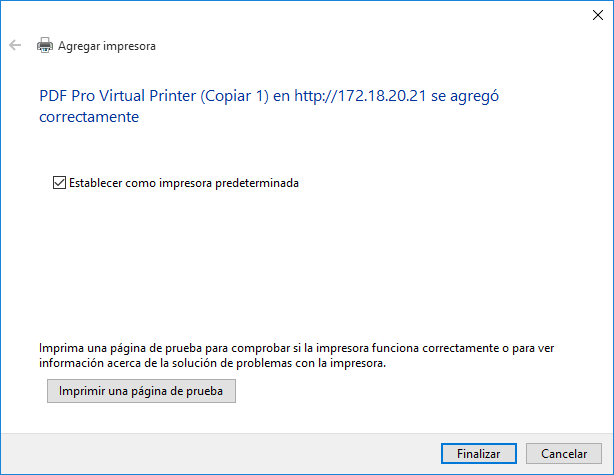 Agregar impresora
PDF Pro Virtual Printer (Copiar 1) en http://172.18.20.21 se agregó
correctamente
Establecer como impresora predeterminada
Imprima una página de prueba para comprobar si la impresora funciona correctamente o para ver
información acerca de la solución de problemas con la impresora.
Imprimir una página de prueba
Finalizar
Cancelar